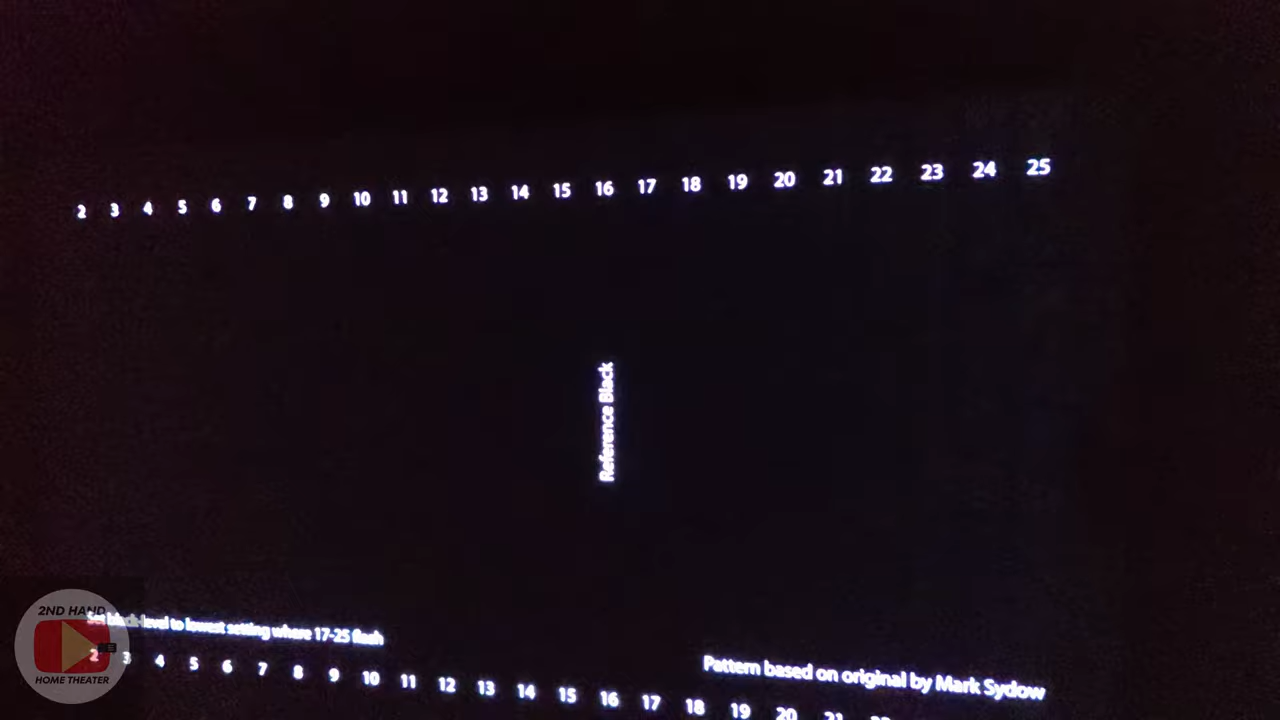 2 3 4 5 6 7 8 9 10 11 12 13 14 15 16 17 18 19 20 21 22 23 24 25
Reference Black
Set black level to lowest setting where 17-25 flash
2 3 4 5 6 7 8 9 10 11 12 13 14 15 16 17 18 19 20 21
Pattern based on original by Mark Sydow
2ND HAND
HOME THEATER